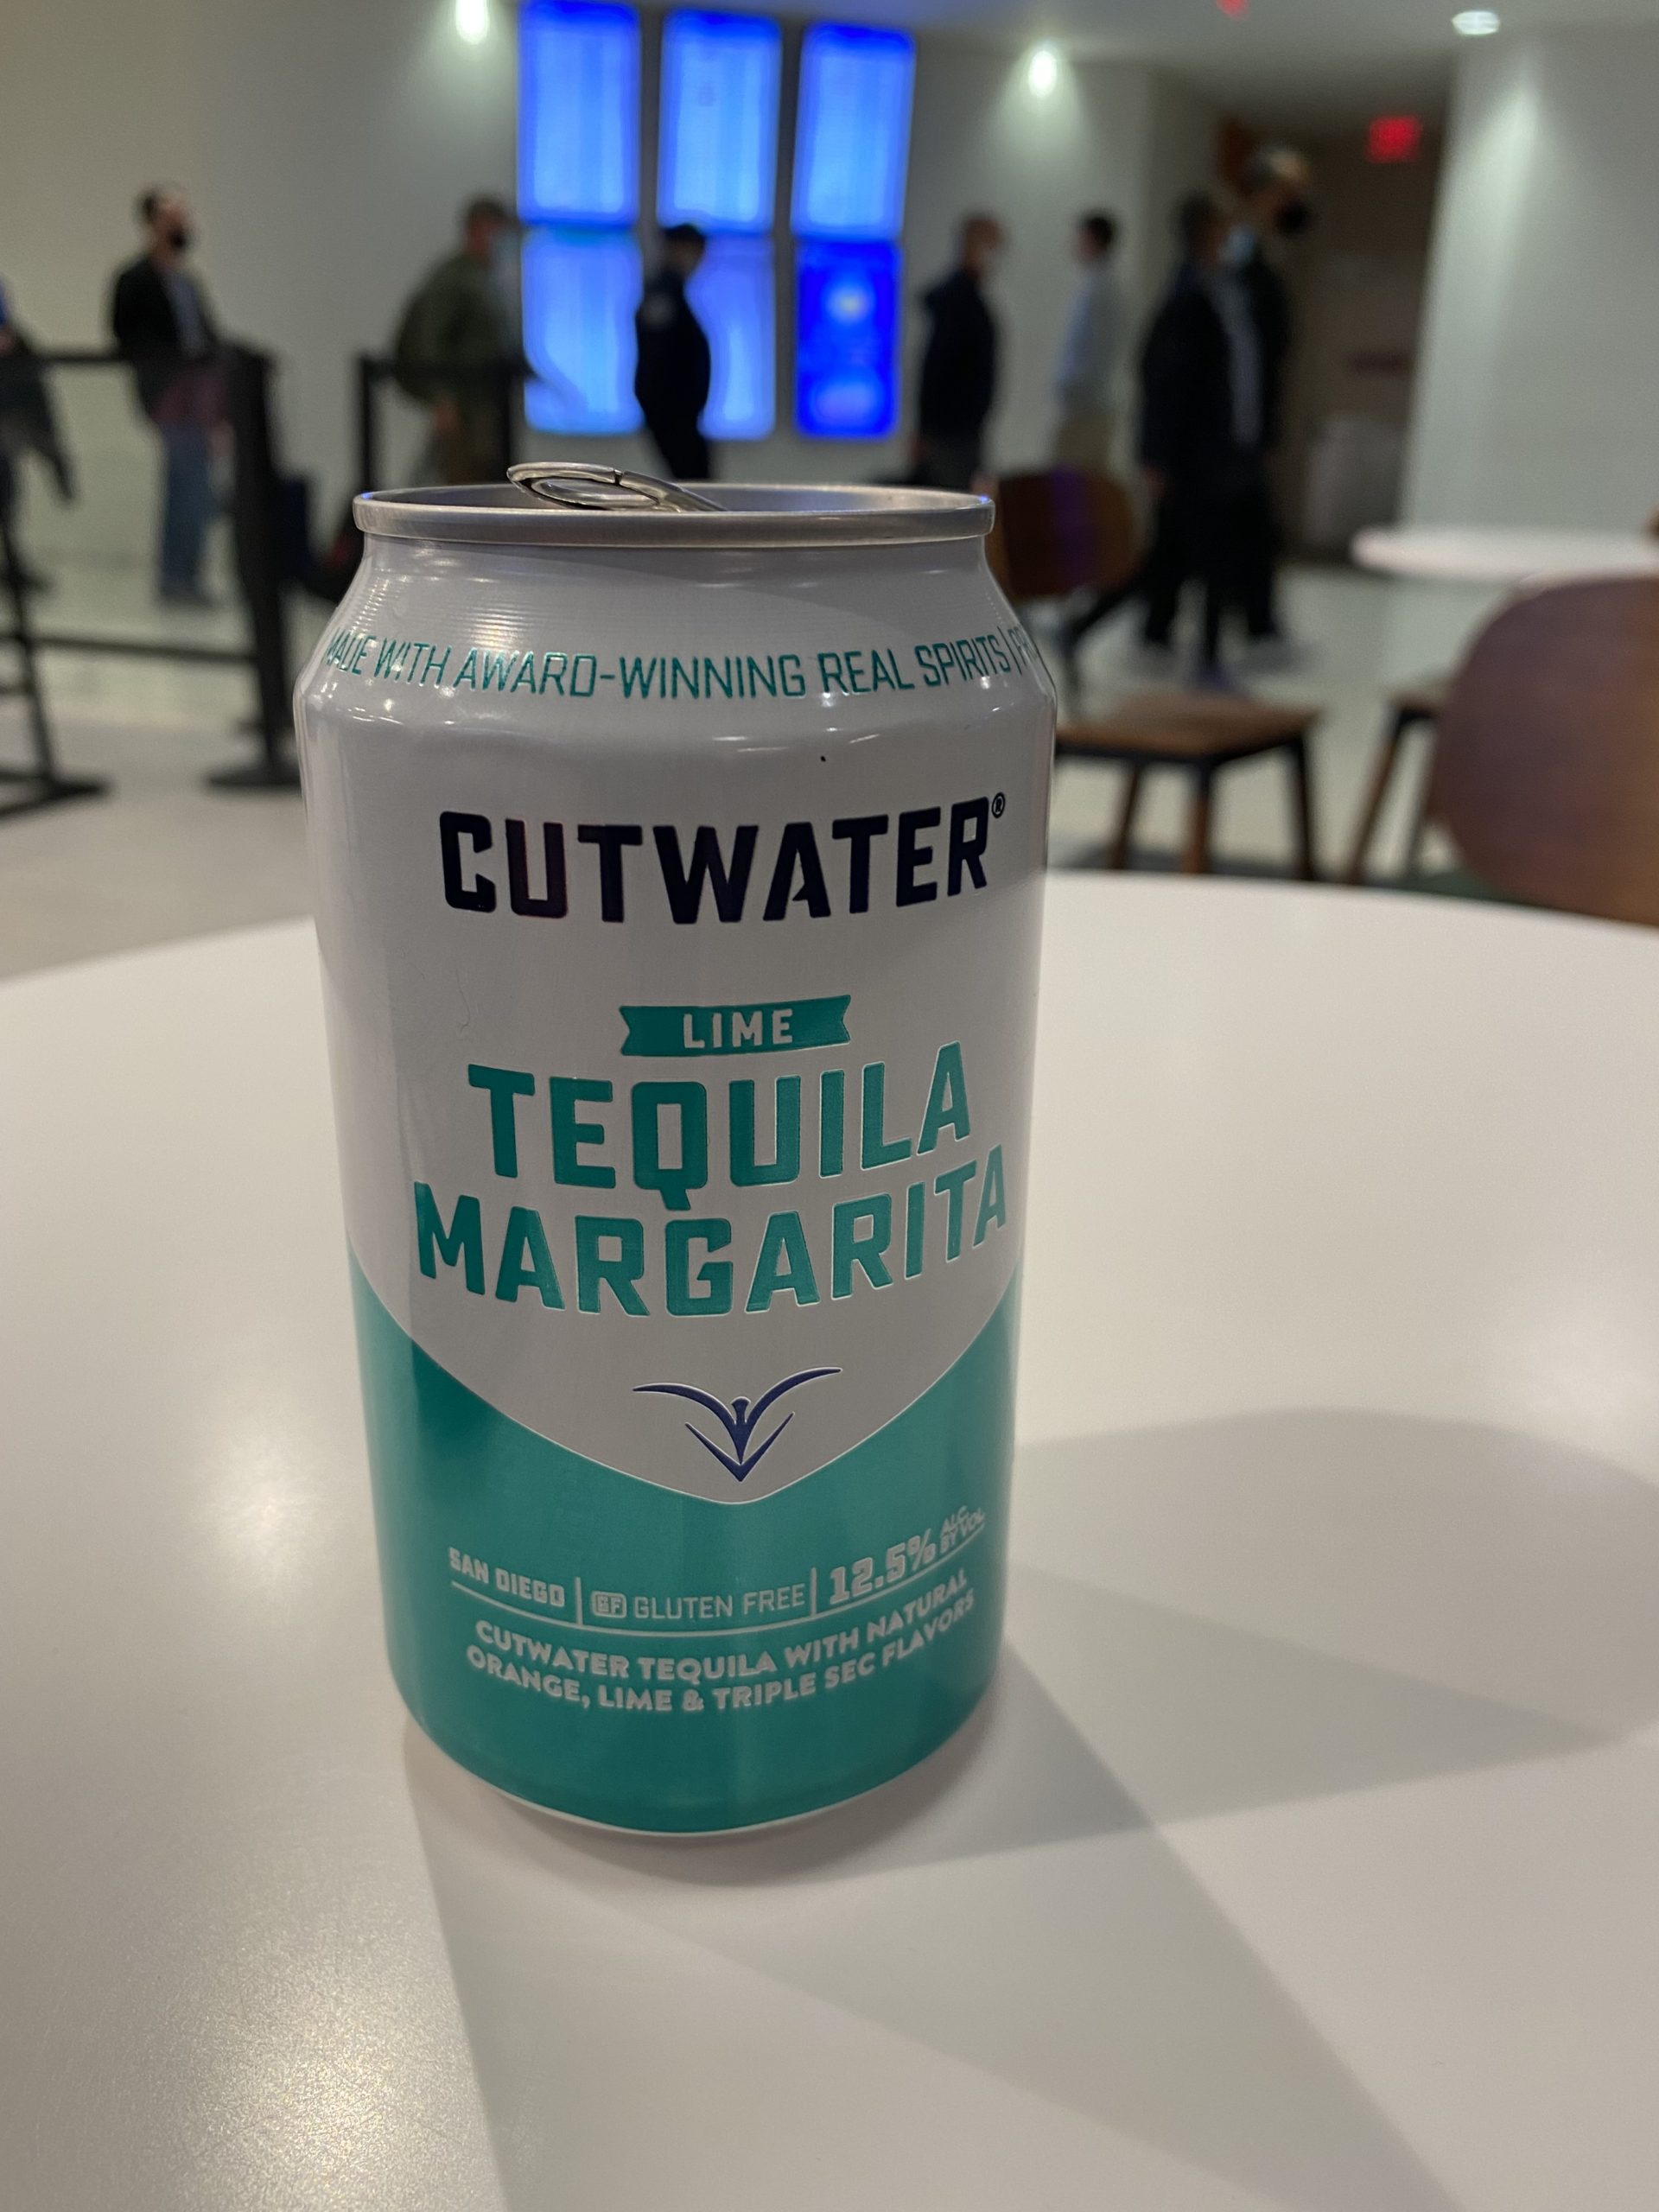 MADE WITH AWARD-WINNING REAL SPIRITS |
CUTWATER®
LIME
TEQUILA
MARGARITA
SAN DIEGO | GF GLUTEN FREE | 12.5% ALC BY VOL
CUTWATER TEQUILA WITH NATURAL
ORANGE, LIME & TRIPLE SEC FLAVORS